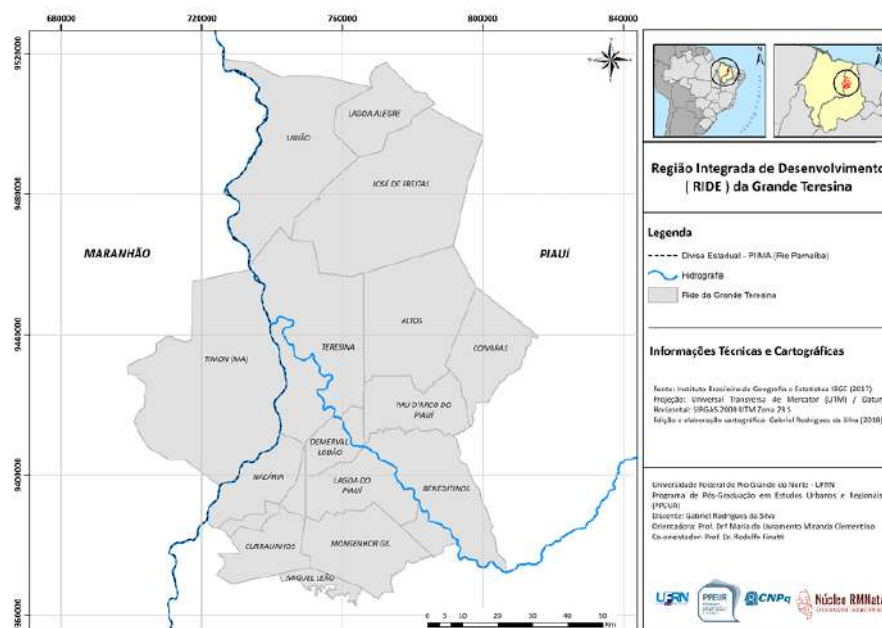 680000 720000 760000 800000 840000
9520000
9480000
9440000
9400000
LAGOA ALEGRE
UNIÃO
JOSÉ DE FREITAS
MARANHÃO
PIAUÍ
ALTOS
COIVARAS
TIMON (MA)
TERESINA
PAU D'ARCO DO
PIAUÍ
DEMERVAL
LOBÃO
NAZÁRIA
LAGOA DO
PIAUÍ
BENEDITINOS
CURRALINHOS
MONSENHOR GIL
MIGUEL LEÃO
0 5 10 20 30 40 50
Km
N
N
Região Integrada de Desenvolvimento
( RIDE ) da Grande Teresina
Legenda
Divisa Estadual - PI/MA (Rio Parnaíba)
Hidrografia
Ride da Grande Teresina
Informações Técnicas e Cartográficas
Fonte: Instituto Brasileiro de Geografia e Estatística IBGE (2017)
Projeção: Universal Transversa de Mercator (UTM) / Datum
Horizontal: SIRGAS 2000 UTM Zona 23 S
Edição e elaboração cartográfica: Gabriel Rodrigues da Silva (2018)
Universidade Federal do Rio Grande do Norte - UFRN
Programa de Pós-Graduação em Estudos Urbanos e Regionais
(PPEUR)
Discente: Gabriel Rodrigues da Silva
Orientadora: Prof. Drª Maria do Livramento Miranda Clementino
Co-orientador: Prof. Dr. Rodolfo Finatti
UFRN
PPEUR
CNPq
Núcleo RMNatal